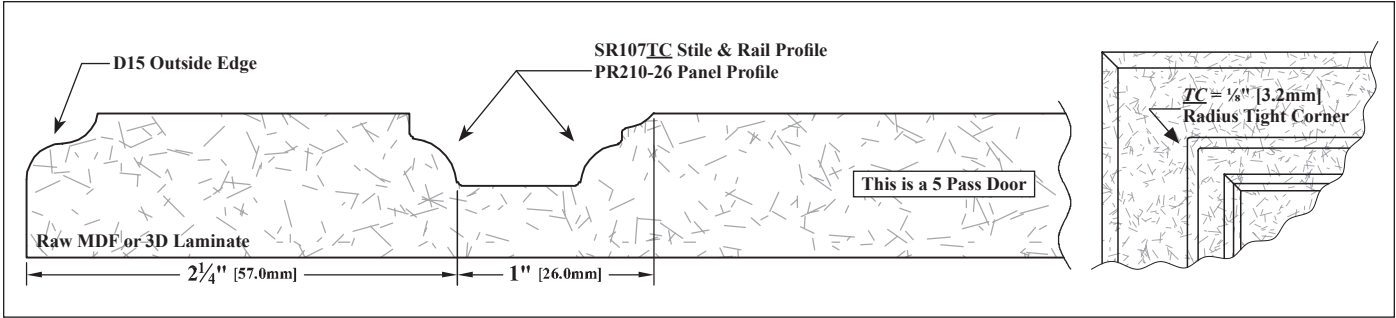 D15 Outside Edge
SR107TC Stile & Rail Profile
PR210-26 Panel Profile
TC = ⅛" [3.2mm]
Radius Tight Corner
This is a 5 Pass Door
Raw MDF or 3D Laminate
2¼" [57.0mm]
1" [26.0mm]